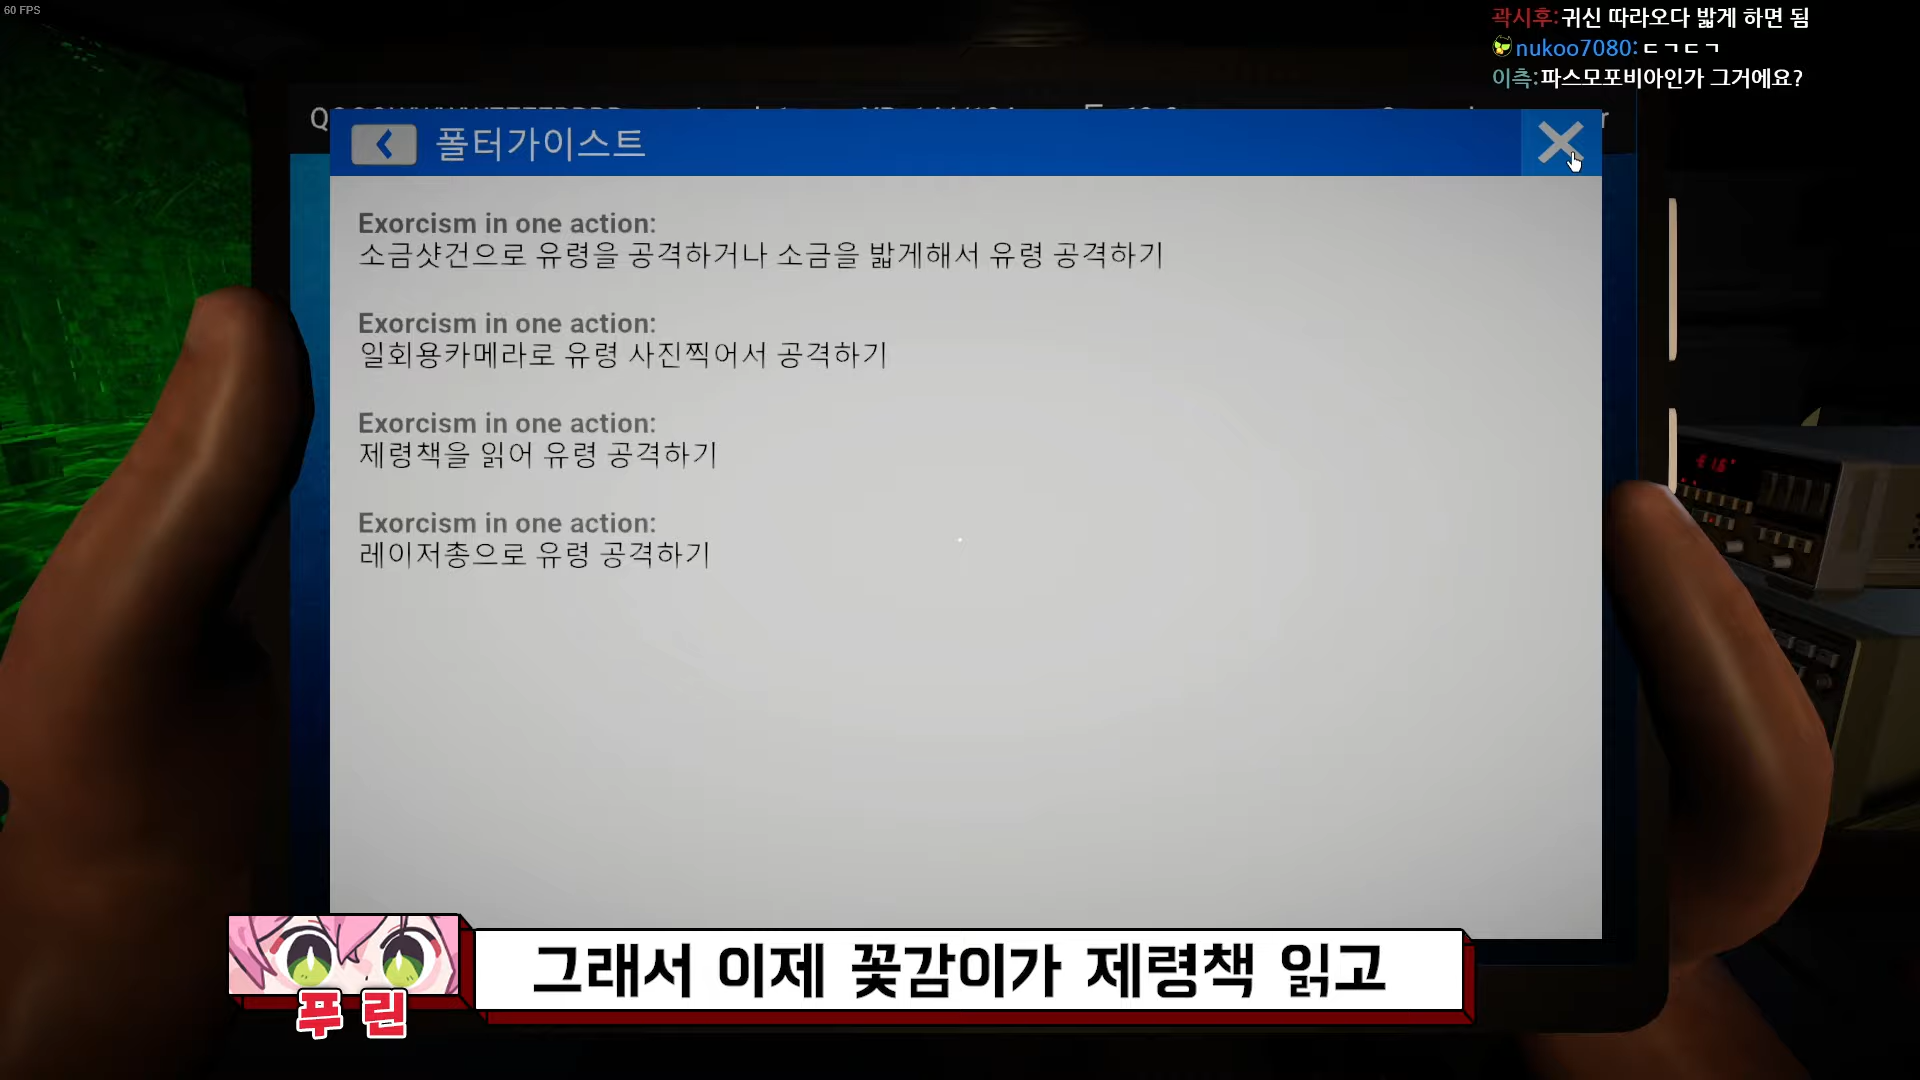 60 FPS
곽시후: 귀신 따라오다 밟게 하면 됨
nukoo7080: ㄷㄱㄷㄱ
이측: 파스모포비아인가 그거에요?
폴터가이스트
Exorcism in one action:
소금샷건으로 유령을 공격하거나 소금을 밟게해서 유령 공격하기
Exorcism in one action:
일회용카메라로 유령 사진찍어서 공격하기
Exorcism in one action:
제령책을 읽어 유령 공격하기
Exorcism in one action:
레이저총으로 유령 공격하기
그래서 이제 꽃감이가 제령책 읽고
푸린